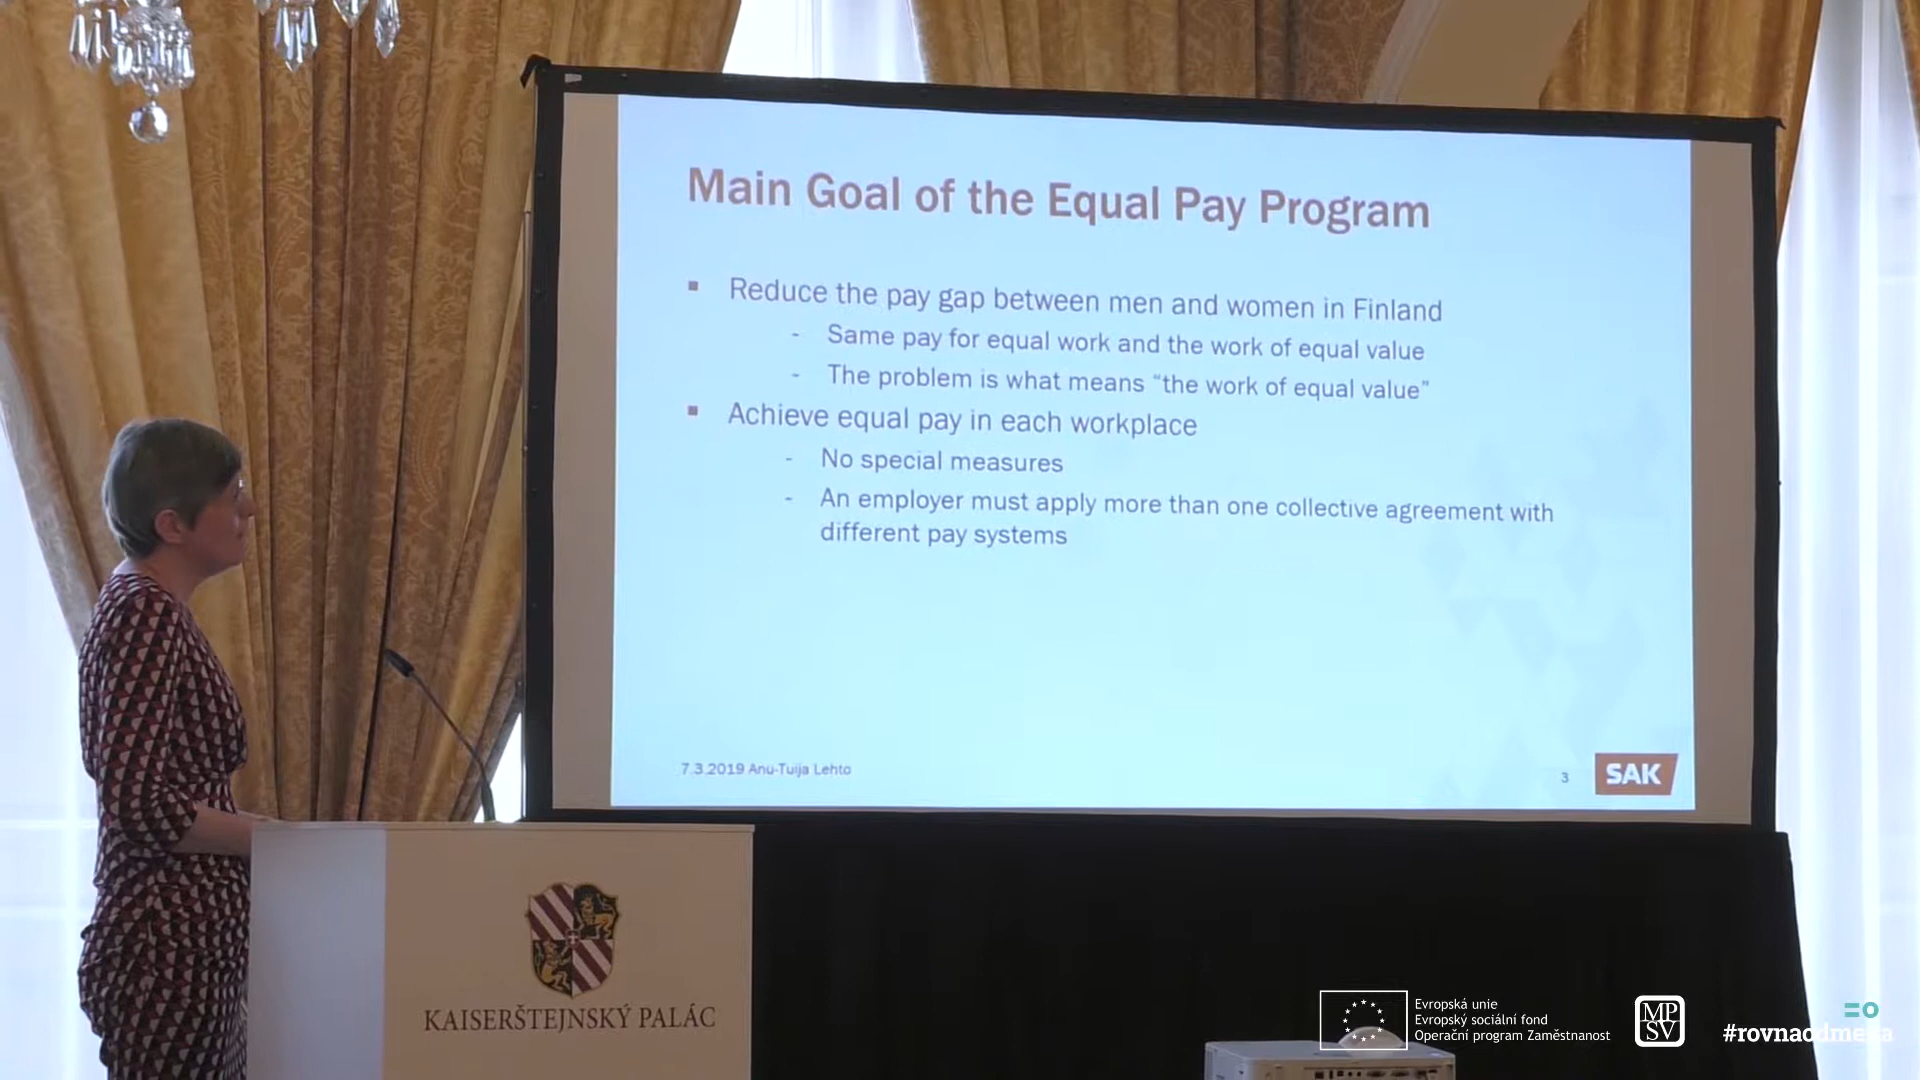 Main Goal of the Equal Pay Program
Reduce the pay gap between men and women in Finland
- Same pay for equal work and the work of equal value
- The problem is what means “the work of equal value”
Achieve equal pay in each workplace
- No special measures
- An employer must apply more than one collective agreement with
different pay systems
7.3.2019 Anu-Tuija Lehto
3
SAK
KAISERŠTEJNSKÝ PALÁC
Evropská unie
Evropský sociální fond
Operační program Zaměstnanost
MP
SV
#rovnaodmena